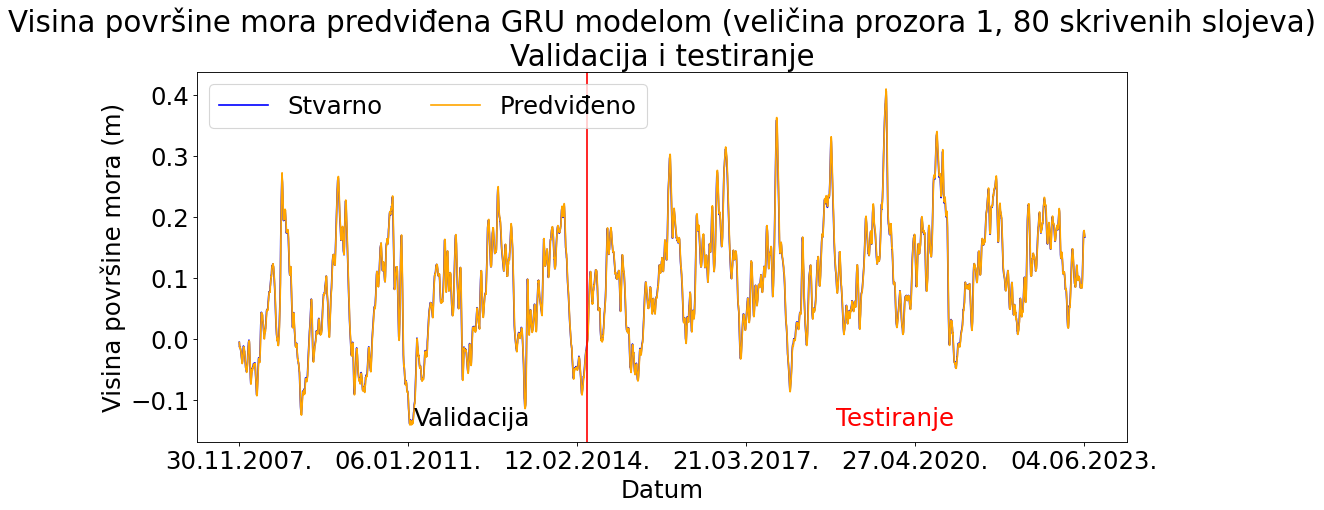 Visina površine mora predviđena GRU modelom (veličina prozora 1, 80 skrivenih slojeva)
Validacija i testiranje
Stvarno
Predviđeno
Visina površine mora (m)
0.4
0.3
0.2
0.1
0.0
−0.1
Validacija
Testiranje
30.11.2007.
06.01.2011.
12.02.2014.
21.03.2017.
27.04.2020.
04.06.2023.
Datum